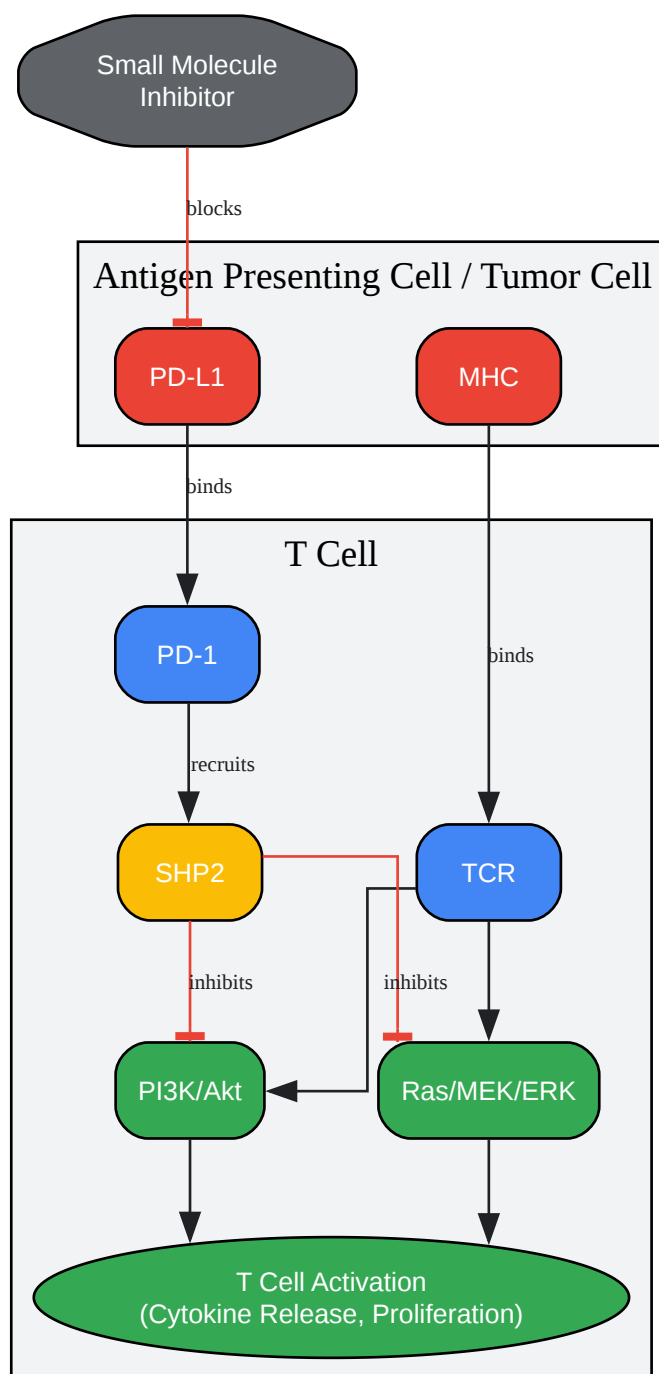 Small Molecule
Inhibitor
blocks
Antigen Presenting Cell / Tumor Cell
PD-L1
MHC
binds
T Cell
PD-1
binds
recruits
SHP2
TCR
inhibits
inhibits
PI3K/Akt
Ras/MEK/ERK
T Cell Activation
(Cytokine Release, Proliferation)